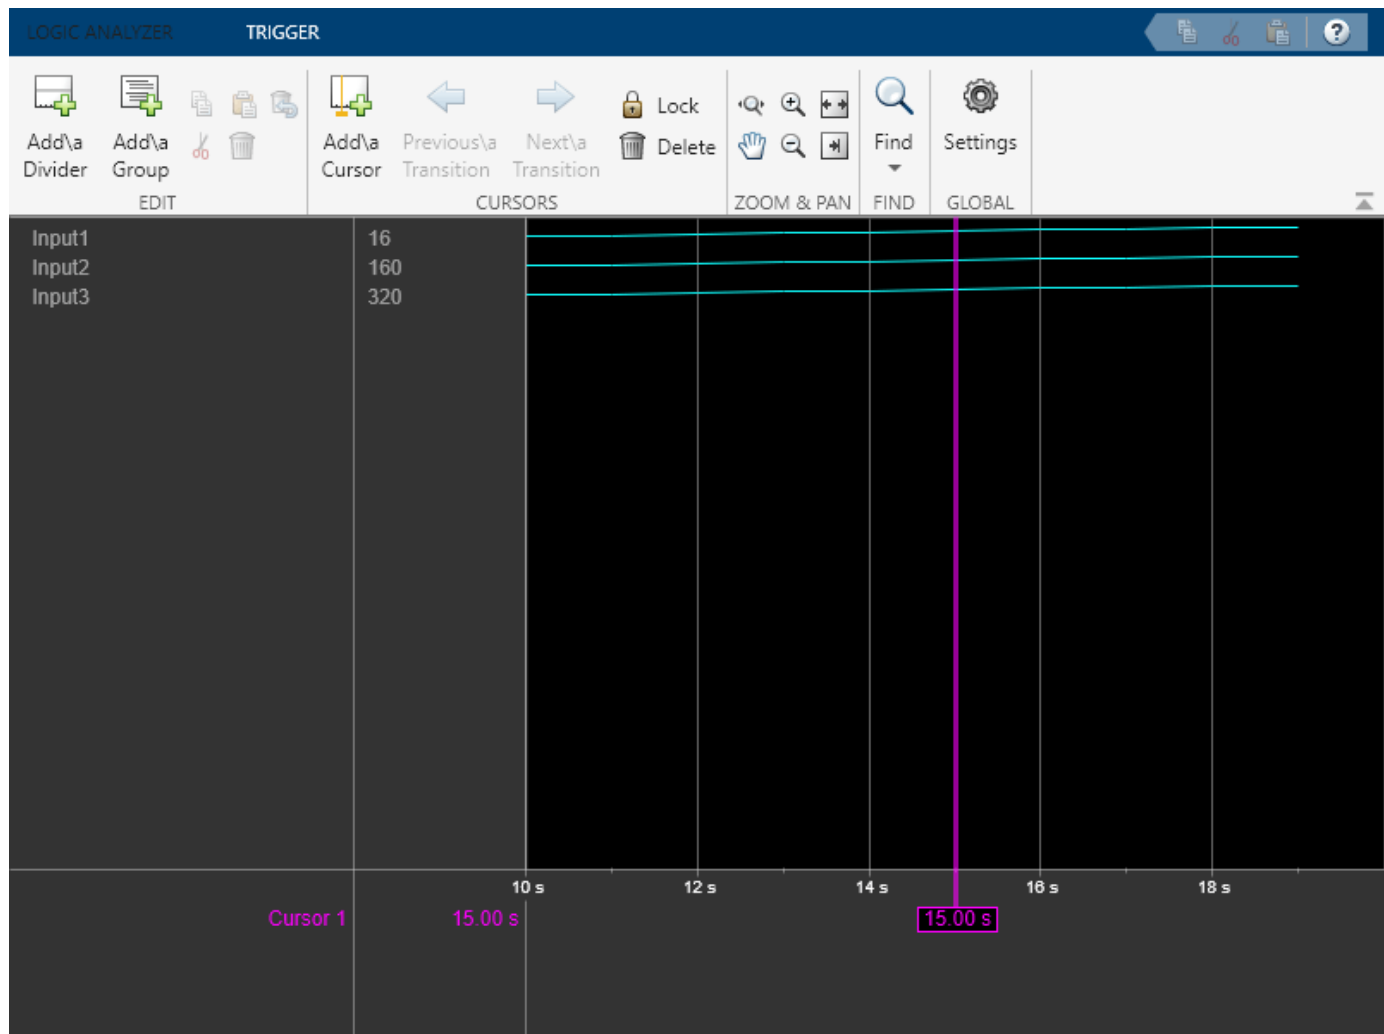 LOGIC ANALYZER TRIGGER
?
Add\a Divider
Add\a Group
EDIT
Add\a Cursor
Previous\a Transition
Next\a Transition
Lock
Delete
CURSORS
ZOOM & PAN
Find
FIND
Settings
GLOBAL
Input1 16
Input2 160
Input3 320
10 s 12 s 14 s 16 s 18 s
Cursor 1 15.00 s 15.00 s